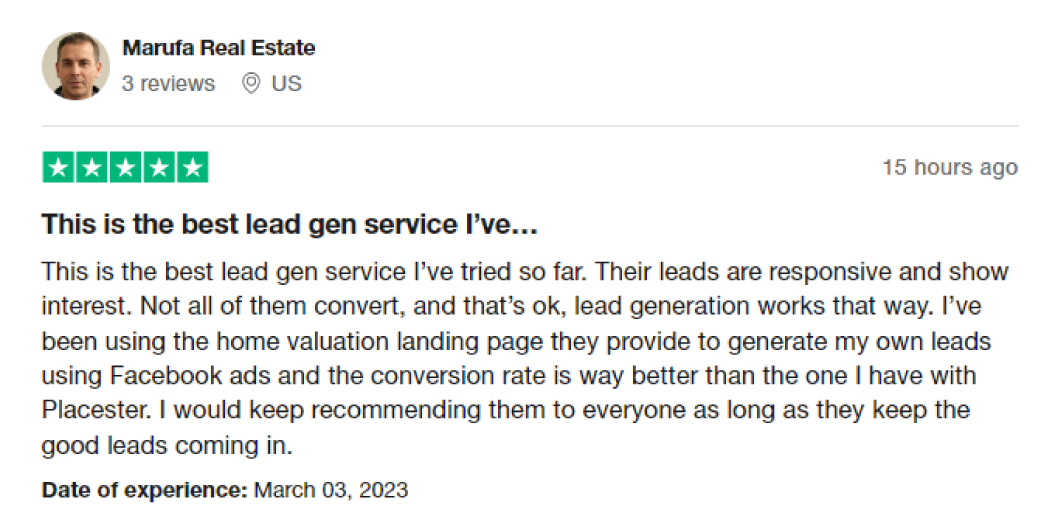 Marufa Real Estate
3 reviews US
15 hours ago
This is the best lead gen service I’ve...
This is the best lead gen service I’ve tried so far. Their leads are responsive and show
interest. Not all of them convert, and that’s ok, lead generation works that way. I’ve
been using the home valuation landing page they provide to generate my own leads
using Facebook ads and the conversion rate is way better than the one I have with
Placester. I would keep recommending them to everyone as long as they keep the
good leads coming in.
Date of experience: March 03, 2023